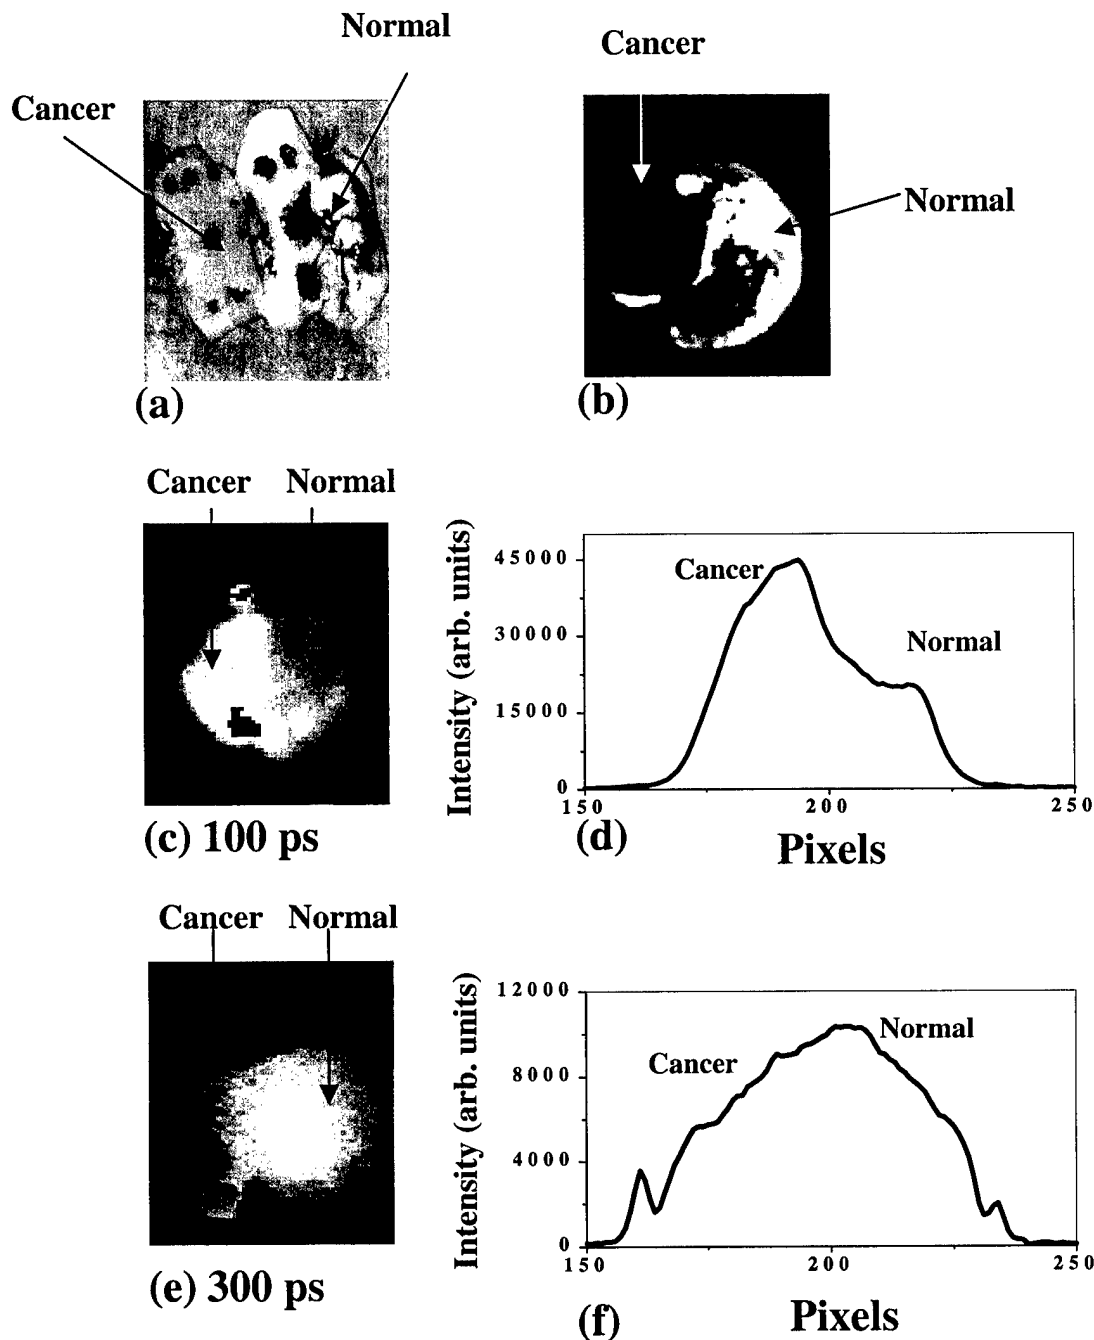 Normal
Cancer
Cancer
Normal
(a)
(b)
Cancer Normal
(c) 100 ps
Intensity (arb. units)
45000
30000
15000
0
Cancer
Normal
150
200
250
(d)
Pixels
Cancer Normal
(e) 300 ps
Intensity (arb. units)
12000
8000
4000
0
Cancer
Normal
150
200
250
(f)
Pixels